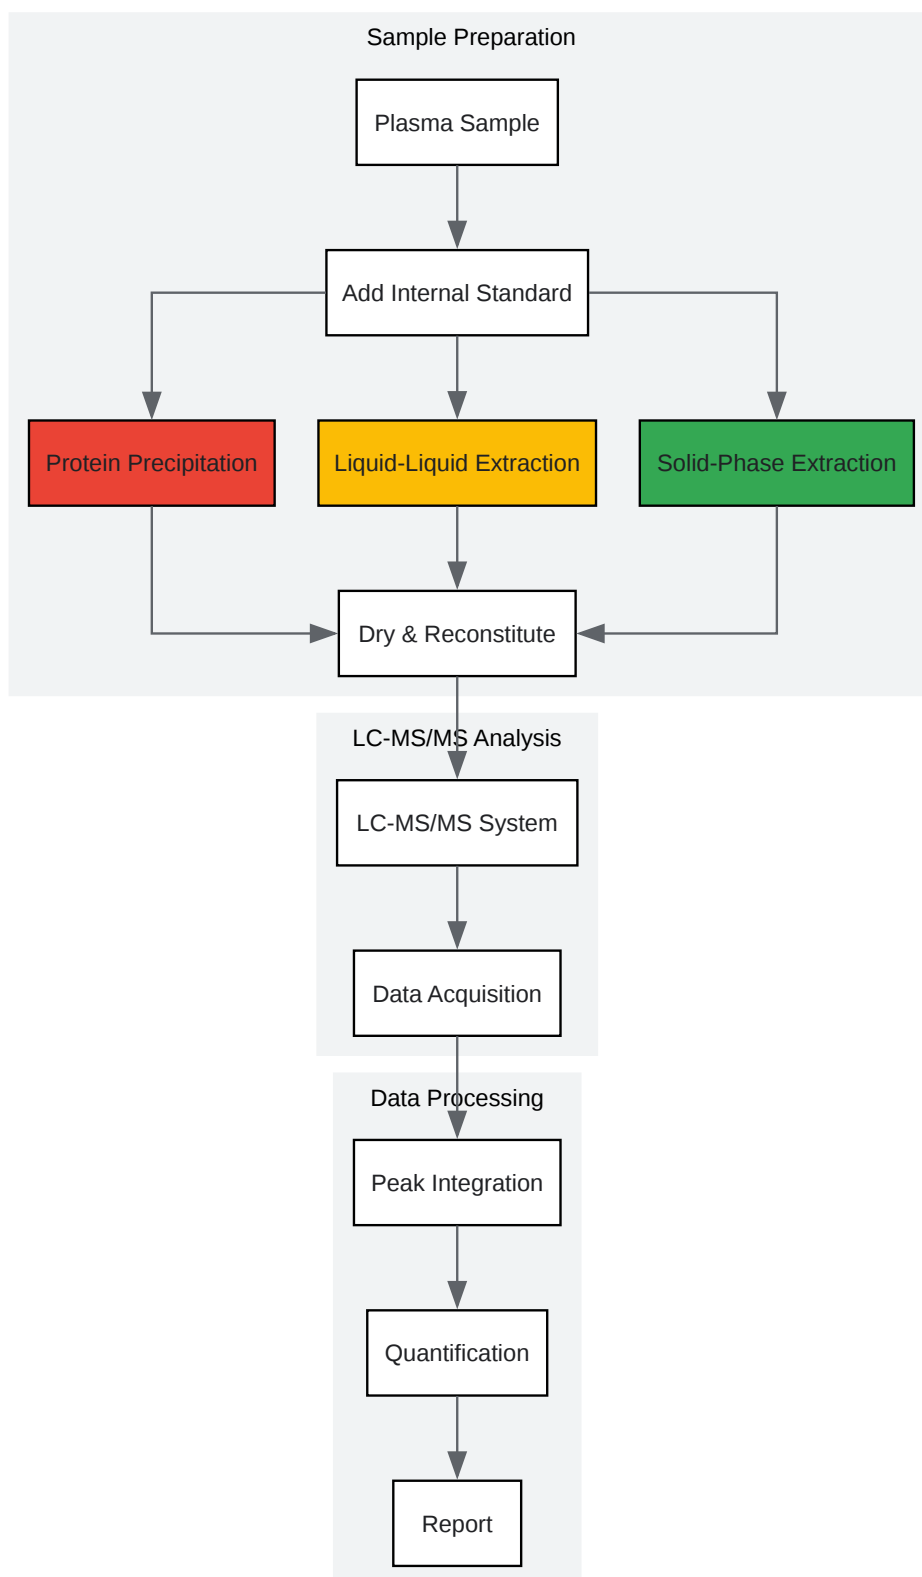 Sample Preparation
Plasma Sample
Add Internal Standard
Protein Precipitation
Liquid-Liquid Extraction
Solid-Phase Extraction
Dry & Reconstitute
LC-MS/MS Analysis
LC-MS/MS System
Data Acquisition
Data Processing
Peak Integration
Quantification
Report